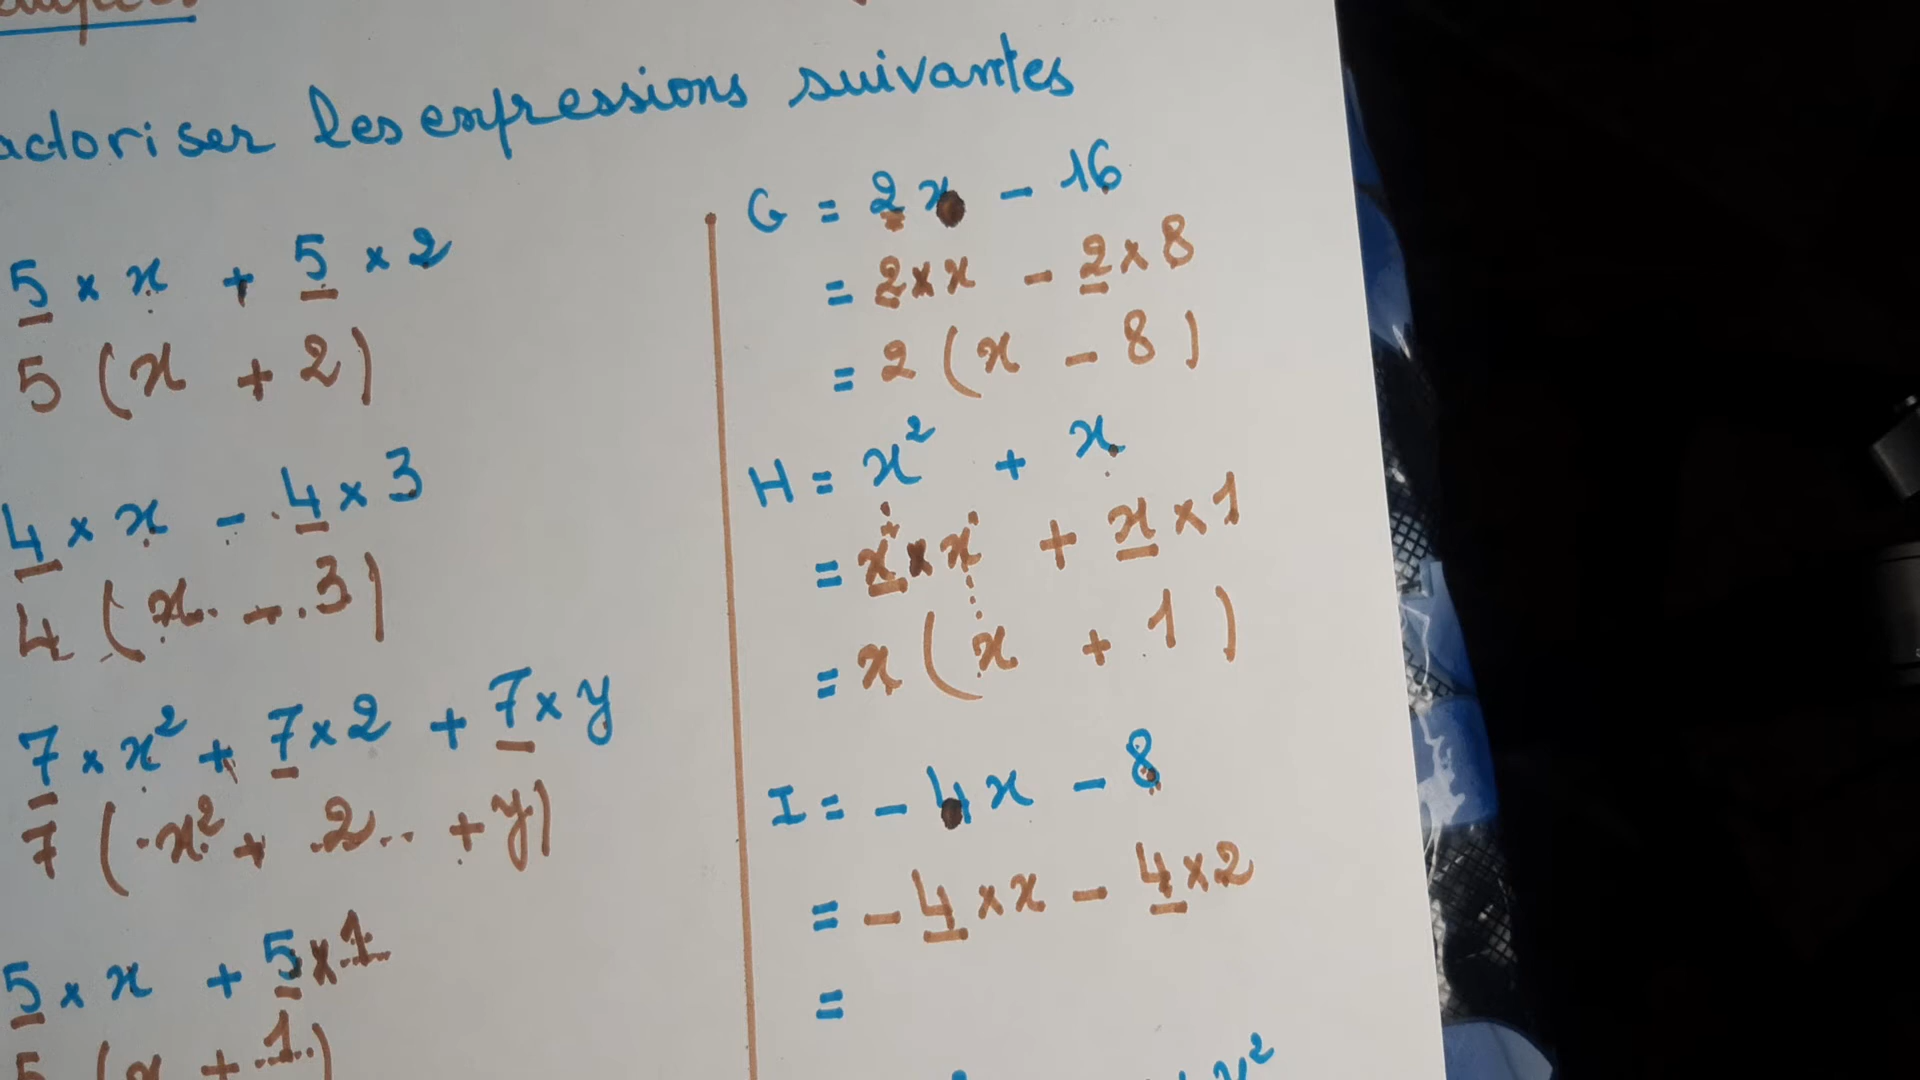 actoriser les expressions suivantes
5 × x + 5 × 2
5 (x + 2)
4 × x - 4 × 3
4 (x - 3)
7 × x² + 7 × 2 + 7 × y
7 (x² + 2 + y)
5 × x + 5 × 1
5 (x + 1)
G = 2x - 16
= 2 × x - 2 × 8
= 2 (x - 8)
H = x² + x
= x × x + x × 1
= x (x + 1)
I = - 4x - 8
= - 4 × x - 4 × 2
=